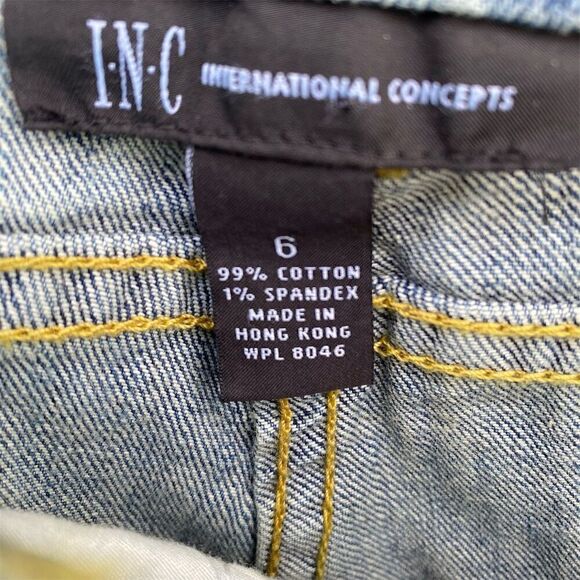 I·N·C INTERNATIONAL CONCEPTS
6
99% COTTON
1% SPANDEX
MADE IN
HONG KONG
WPL 8046